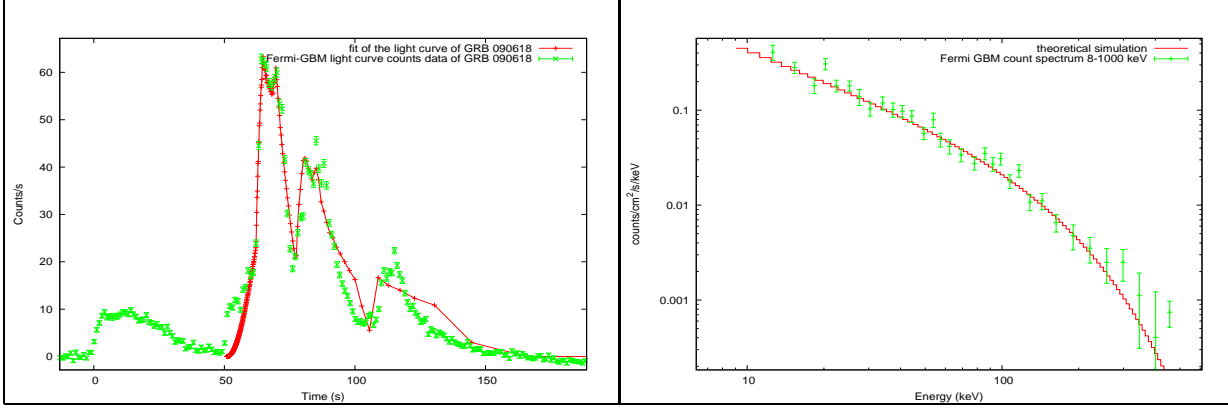 fit of the light curve of GRB 090618
Fermi-GBM light curve counts data of GRB 090618
60
50
40
30
20
10
0
Counts/s
0 50 100 150
Time (s)
theoretical simulation
Fermi GBM count spectrum 8-1000 keV
0.1
0.01
0.001
counts/cm^2/s/keV
10 100
Energy (keV)